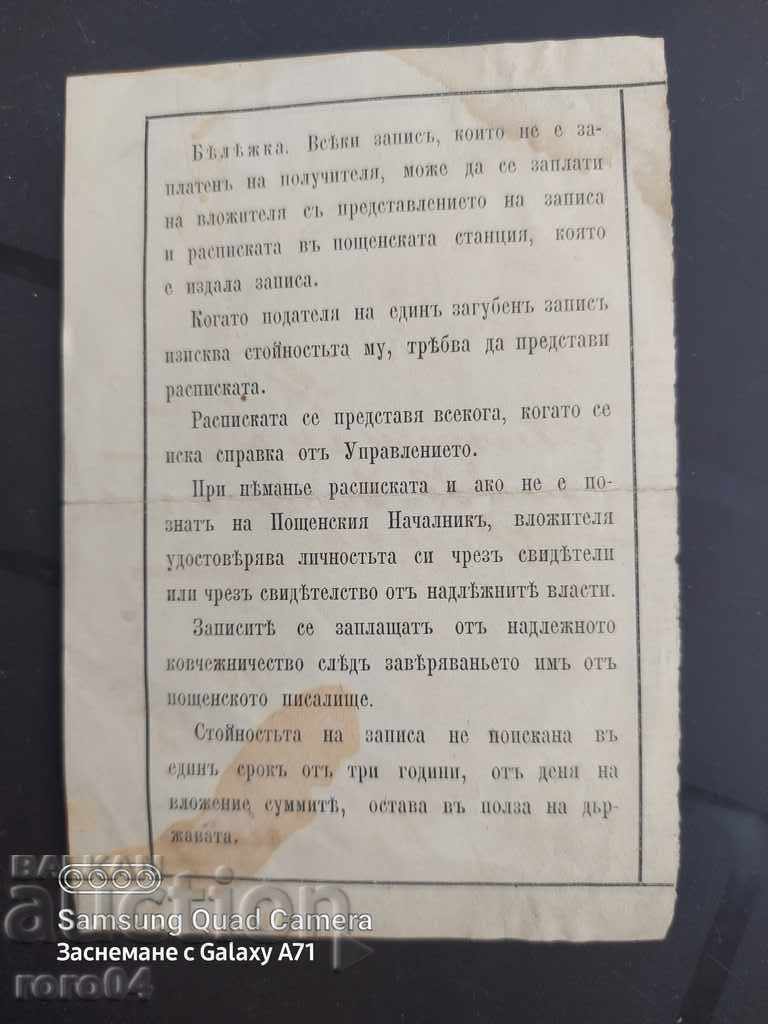 Бѣлѣжка. Всѣки записъ, които не е за-
платенъ на получителя, може да се заплати
на вложителя съ представлението на записа
и расписката въ пощенската станция, която
е издала записа.
Когато подателя на единъ загубенъ записъ
изисква стойностьта му, трѣбва да представи
расписката.
Расписката се представя всекога, когато се
иска справка отъ Управлението.
При нѣманье расписката и ако не е по-
знатъ на Пощенския Началникъ, вложителя
удостовѣрява личностьта си чрезъ свидѣтели
или чрезъ свидѣтелство отъ надлѣжнитѣ власти.
Записитѣ се заплащатъ отъ надлежното
ковчежничество слѣдъ завѣряваньето имъ отъ
пощенското писалище.
Стойностьта на записа не поискана въ
единъ срокъ отъ три години, отъ деня на
вложение суммитѣ, остава въ полза на дър-
жавата.
БАЛКАН
auction
Samsung Quad Camera
Заснемане с Galaxy A71
roro04